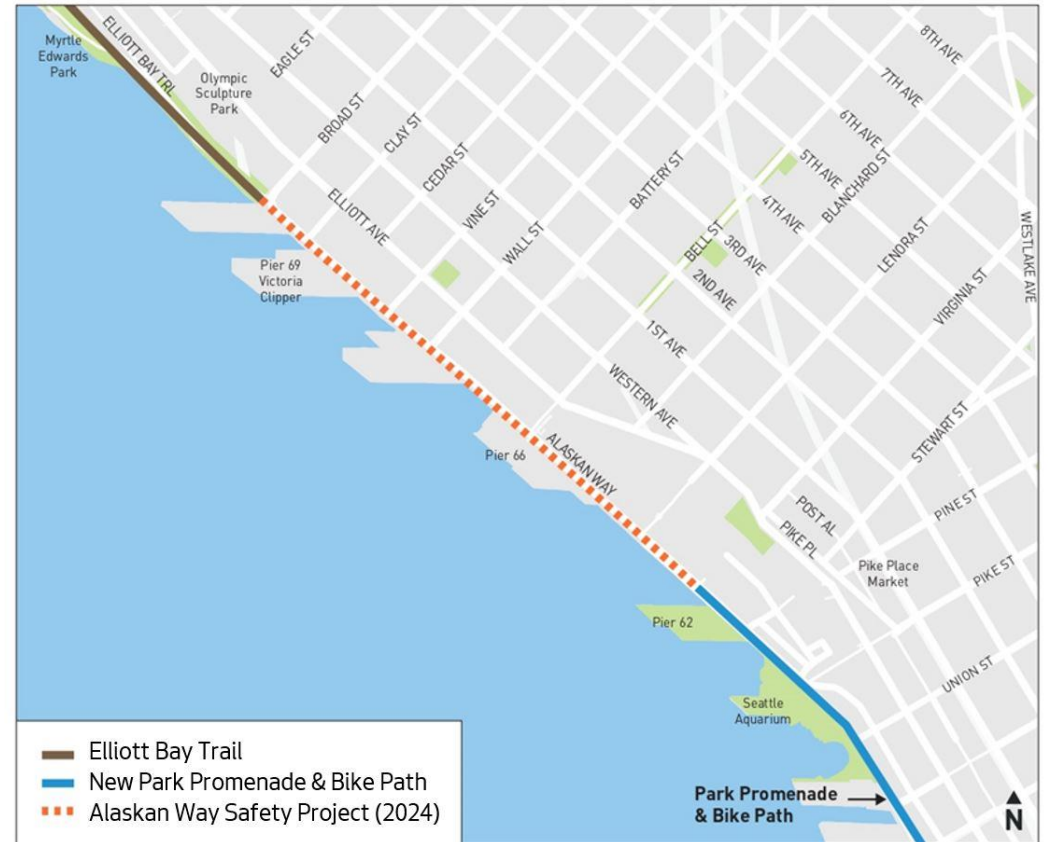 Myrtle
Edwards
Park
ELLIOTT BAY TRL
Olympic
Sculpture
Park
EAGLE ST
BROAD ST
CLAY ST
CEDAR ST
VINE ST
WALL ST
ELLIOTT AVE
BATTERY ST
BELL ST
8TH AVE
7TH AVE
6TH AVE
5TH AVE
4TH AVE
3RD AVE
2ND AVE
1ST AVE
BLANCHARD ST
LENORA ST
VIRGINIA ST
WESTLAKE AVE
WESTERN AVE
STEWART ST
PINE ST
PIKE ST
UNION ST
Pier 69
Victoria
Clipper
Pier 66
ALASKAN WAY
POST AL
PIKE PL
Pike Place
Market
Pier 62
Seattle
Aquarium
Park Promenade
& Bike Path
N
Elliott Bay Trail
New Park Promenade & Bike Path
Alaskan Way Safety Project (2024)